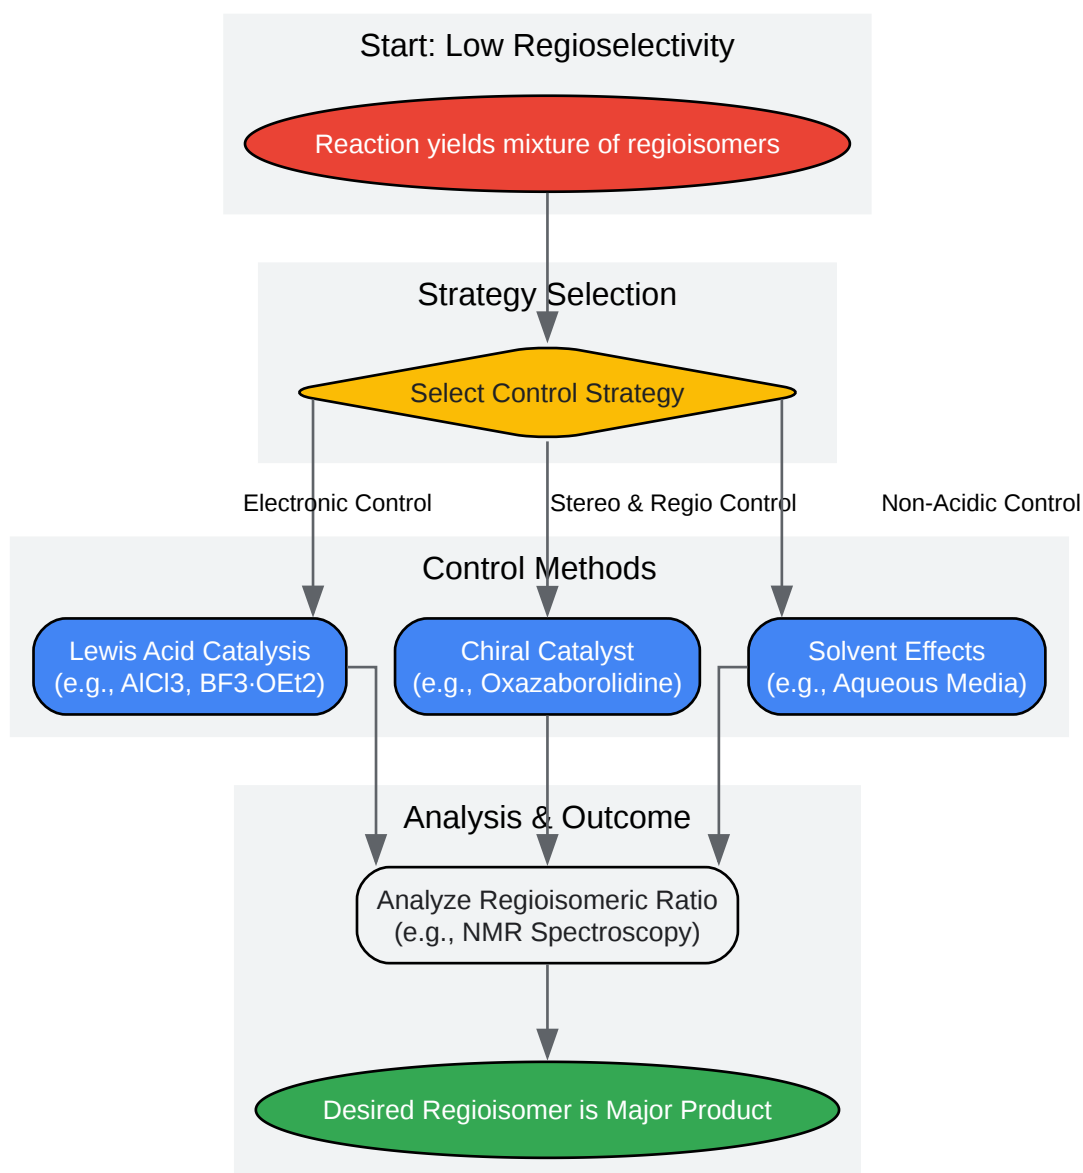 Start: Low Regioselectivity
Reaction yields mixture of regioisomers
Strategy Selection
Select Control Strategy
Electronic Control
Stereo & Regio Control
Non-Acidic Control
Control Methods
Lewis Acid Catalysis
(e.g., AlCl3, BF3·OEt2)
Chiral Catalyst
(e.g., Oxazaborolidine)
Solvent Effects
(e.g., Aqueous Media)
Analysis & Outcome
Analyze Regioisomeric Ratio
(e.g., NMR Spectroscopy)
Desired Regioisomer is Major Product